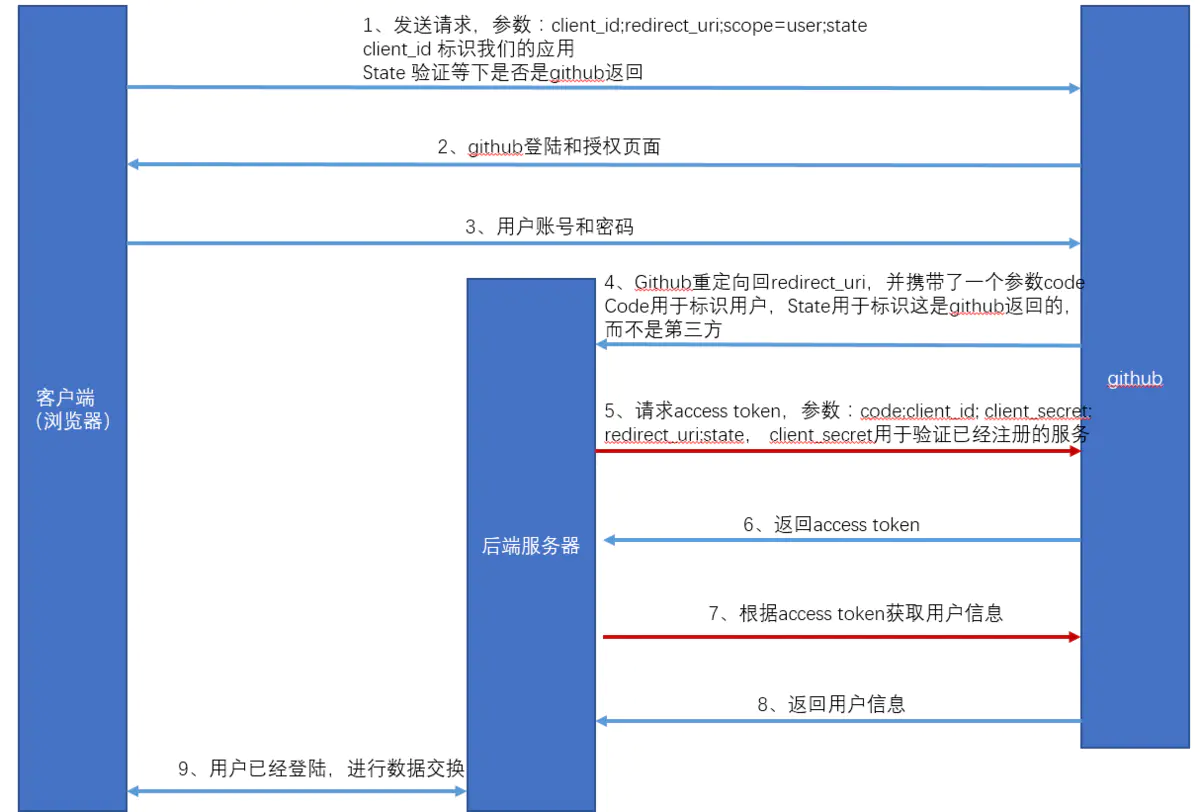 1、发送请求，参数：client_id;redirect_uri;scope=user;state
client_id 标识我们的应用
State 验证等下是否是github返回
2、github登陆和授权页面
3、用户账号和密码
4、Github重定向回redirect_uri，并携带了一个参数code
Code用于标识用户，State用于标识这是github返回的，
而不是第三方
客户端
（浏览器）
github
5、请求access token，参数：code;client_id; client_secret;
redirect_uri;state， client_secret用于验证已经注册的服务
6、返回access token
后端服务器
7、根据access token获取用户信息
8、返回用户信息
9、用户已经登陆，进行数据交换